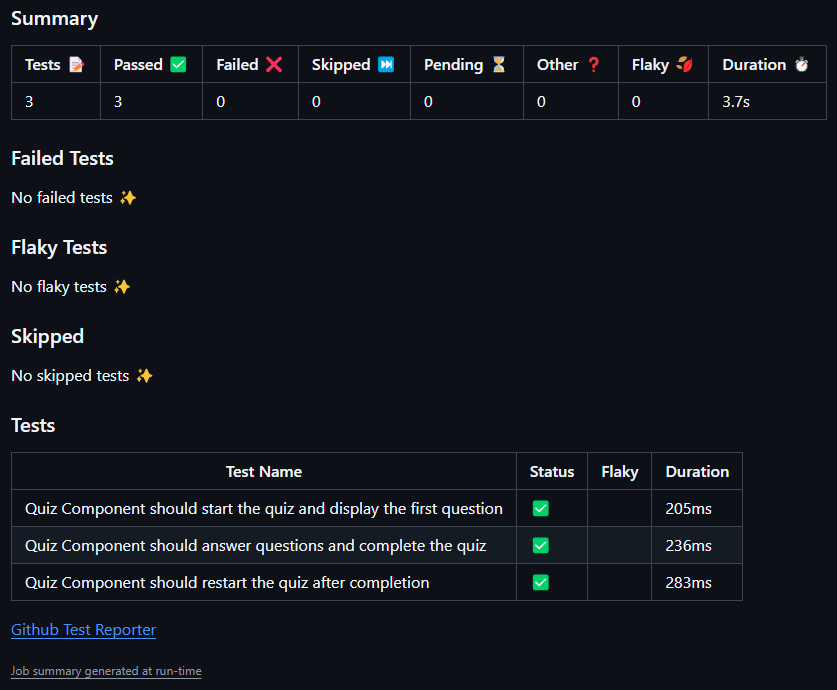 Summary
Tests 📝 Passed ✅ Failed ❌ Skipped ⏭️ Pending ⏳ Other ❓ Flaky 🍂 Duration ⏱️
3 3 0 0 0 0 0 3.7s
Failed Tests
No failed tests ✨
Flaky Tests
No flaky tests ✨
Skipped
No skipped tests ✨
Tests
Test Name Status Flaky Duration
Quiz Component should start the quiz and display the first question ✅ 205ms
Quiz Component should answer questions and complete the quiz ✅ 236ms
Quiz Component should restart the quiz after completion ✅ 283ms
Github Test Reporter
Job summary generated at run-time